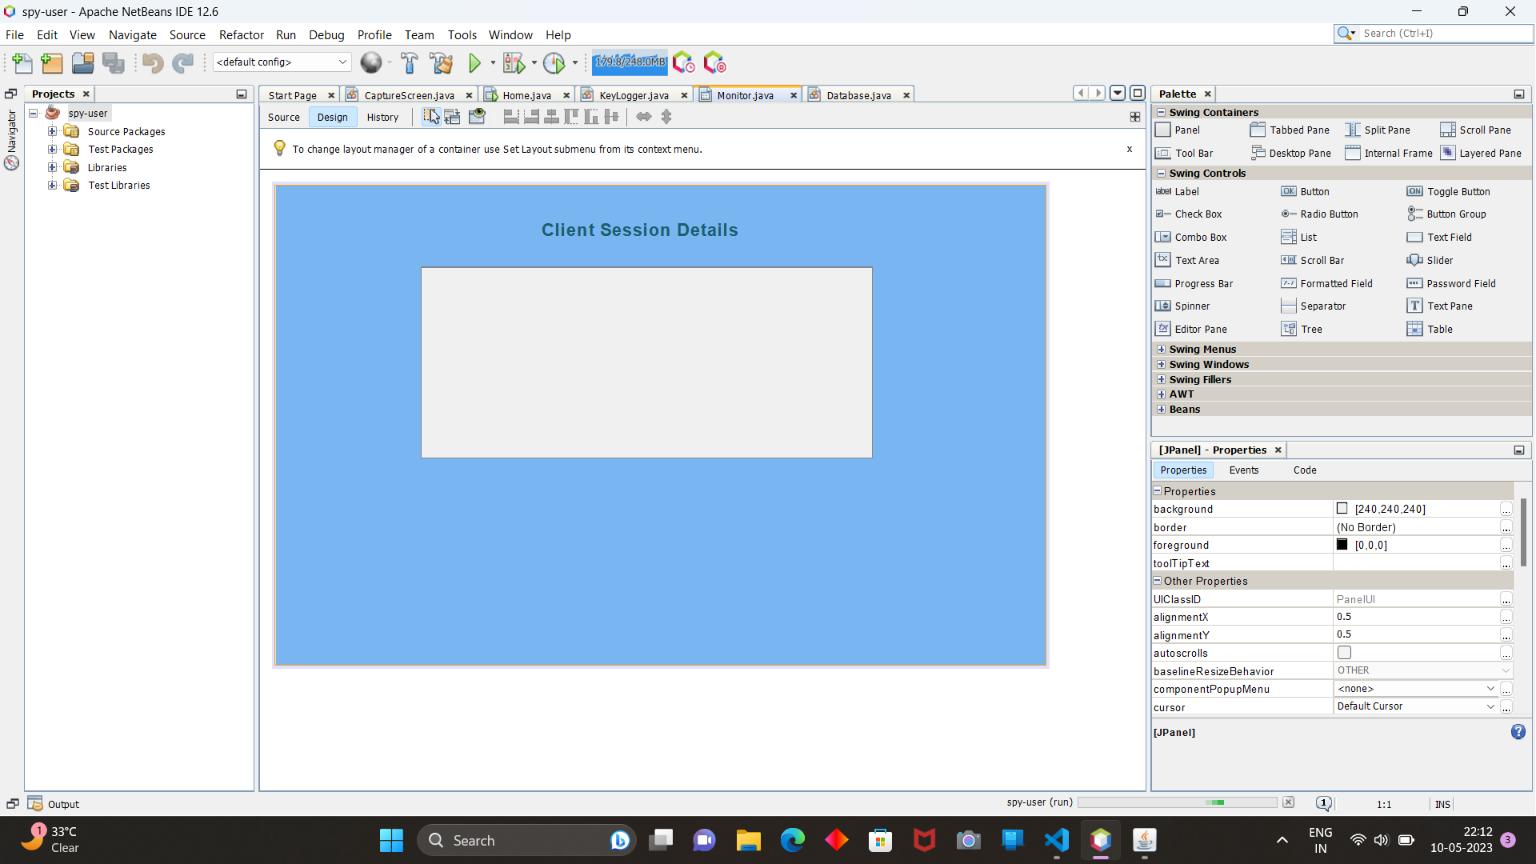 spy-user - Apache NetBeans IDE 12.6
File Edit View Navigate Source Refactor Run Debug Profile Team Tools Window Help
Search (Ctrl+I)
<default config>
179.8/248.0MB
Projects
Start Page CaptureScreen.java Home.java KeyLogger.java Monitor.java Database.java
Palette
Navigator
spy-user
Source Packages
Test Packages
Libraries
Test Libraries
Source Design History
To change layout manager of a container use Set Layout submenu from its context menu.
x
Client Session Details
Swing Containers
Panel Tabbed Pane Split Pane Scroll Pane
Tool Bar Desktop Pane Internal Frame Layered Pane
Swing Controls
label Label OK Button ON Toggle Button
Check Box Radio Button Button Group
Combo Box List Text Field
Text Area Scroll Bar Slider
Progress Bar Formatted Field Password Field
Spinner Separator T Text Pane
Editor Pane Tree Table
Swing Menus
Swing Windows
Swing Fillers
AWT
Beans
[JPanel] - Properties
Properties Events Code
Properties
background [240,240,240] ...
border (No Border) ...
foreground [0,0,0] ...
toolTipText ...
Other Properties
UIClassID PanelUI ...
alignmentX 0.5 ...
alignmentY 0.5 ...
autoscrolls ...
baselineResizeBehavior OTHER
componentPopupMenu <none> ...
cursor Default Cursor ...
[JPanel]
?
Output
spy-user (run)
1
1:1
INS
1
33°C
Clear
Search
ENG
IN
22:12
10-05-2023
3